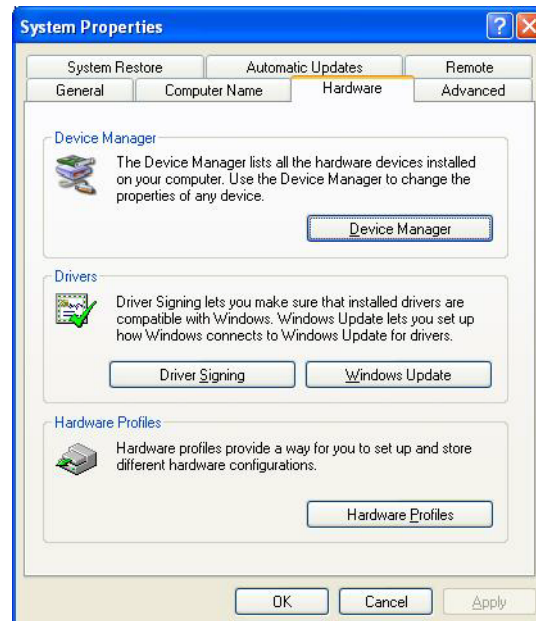 System Properties
System Restore Automatic Updates Remote
General Computer Name Hardware Advanced
Device Manager
The Device Manager lists all the hardware devices installed
on your computer. Use the Device Manager to change the
properties of any device.
Device Manager
Drivers
Driver Signing lets you make sure that installed drivers are
compatible with Windows. Windows Update lets you set up
how Windows connects to Windows Update for drivers.
Driver Signing Windows Update
Hardware Profiles
Hardware profiles provide a way for you to set up and store
different hardware configurations.
Hardware Profiles
OK Cancel Apply